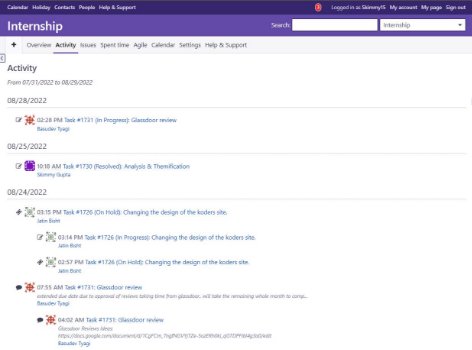 Calendar Holiday Contacts People Help & Support Logged in as Skimmy15 My account My page Sign out
Internship Search: Internship
+ Overview Activity Issues Spent time Agile Calendar Settings Help & Support
Activity
From 07/31/2022 to 08/29/2022
08/28/2022
02:28 PM Task #1731 (In Progress): Glassdoor review
Basudev Tyagi
08/25/2022
10:10 AM Task #1730 (Resolved): Analysis & Themification
Skimmy Gupta
08/24/2022
03:15 PM Task #1726 (On Hold): Changing the design of the koders site.
Jatin Bisht
03:14 PM Task #1726 (In Progress): Changing the design of the koders site.
Jatin Bisht
02:57 PM Task #1726 (On Hold): Changing the design of the koders site.
Jatin Bisht
07:55 AM Task #1731: Glassdoor review
extended due date due to approval of reviews taking time from glassdoor, will take the remaining whole month to comp...
Basudev Tyagi
04:02 AM Task #1731: Glassdoor review
Glassdoor Reviews Ideas
Basudev Tyagi